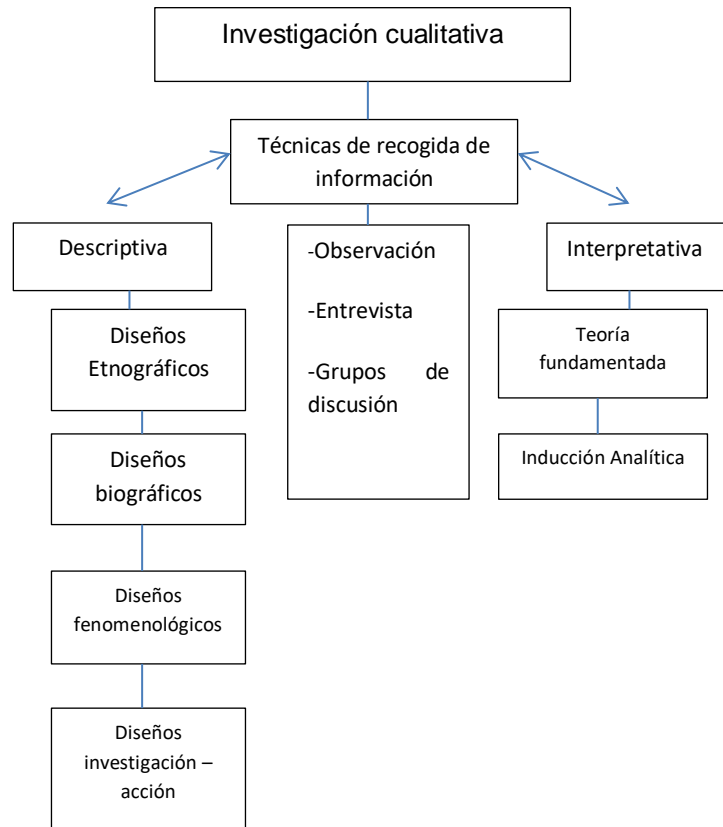 Investigación cualitativa
Técnicas de recogida de
información
Descriptiva
-Observación
-Entrevista
-Grupos de
discusión
Interpretativa
Diseños
Etnográficos
Teoría
fundamentada
Diseños
biográficos
Inducción Analítica
Diseños
fenomenológicos
Diseños
investigación –
acción